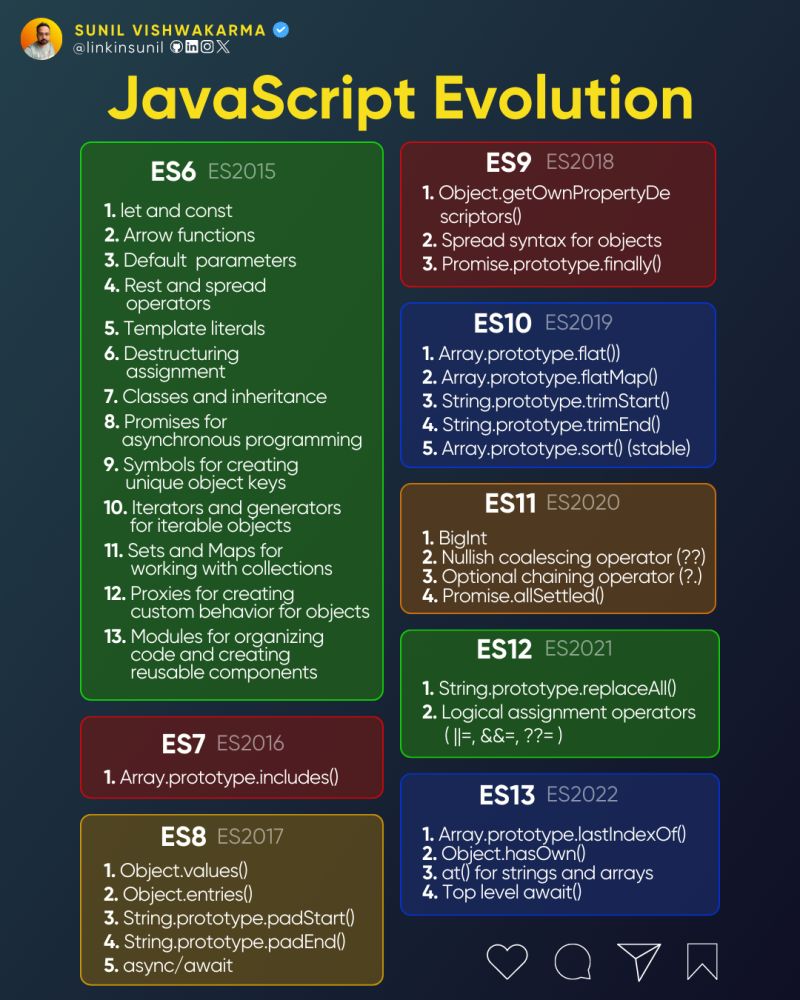 SUNIL VISHWAKARMA
@linkinsunil
JavaScript Evolution
ES6 ES2015
1. let and const
2. Arrow functions
3. Default parameters
4. Rest and spread
operators
5. Template literals
6. Destructuring
assignment
7. Classes and inheritance
8. Promises for
asynchronous programming
9. Symbols for creating
unique object keys
10. Iterators and generators
for iterable objects
11. Sets and Maps for
working with collections
12. Proxies for creating
custom behavior for objects
13. Modules for organizing
code and creating
reusable components
ES7 ES2016
1. Array.prototype.includes()
ES8 ES2017
1. Object.values()
2. Object.entries()
3. String.prototype.padStart()
4. String.prototype.padEnd()
5. async/await
ES9 ES2018
1. Object.getOwnPropertyDe
scriptors()
2. Spread syntax for objects
3. Promise.prototype.finally()
ES10 ES2019
1. Array.prototype.flat())
2. Array.prototype.flatMap()
3. String.prototype.trimStart()
4. String.prototype.trimEnd()
5. Array.prototype.sort() (stable)
ES11 ES2020
1. BigInt
2. Nullish coalescing operator (??)
3. Optional chaining operator (?.)
4. Promise.allSettled()
ES12 ES2021
1. String.prototype.replaceAll()
2. Logical assignment operators
( ||=, &&=, ??= )
ES13 ES2022
1. Array.prototype.lastIndexOf()
2. Object.hasOwn()
3. at() for strings and arrays
4. Top level await()